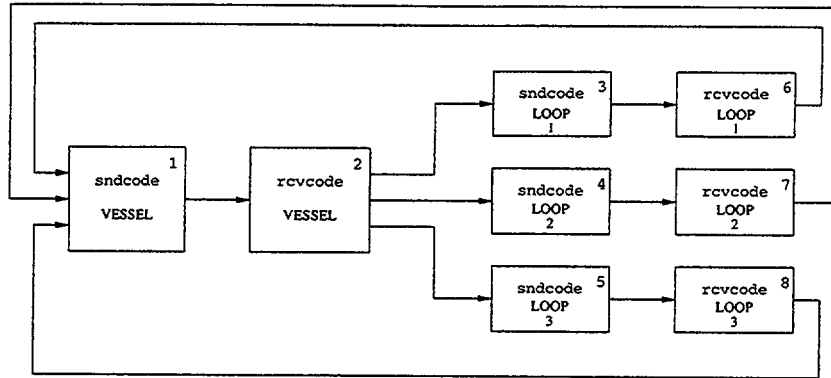 1
sndcode
VESSEL
2
rcvcode
VESSEL
3
sndcode
LOOP
1
6
rcvcode
LOOP
1
4
sndcode
LOOP
2
7
rcvcode
LOOP
2
5
sndcode
LOOP
3
8
rcvcode
LOOP
3